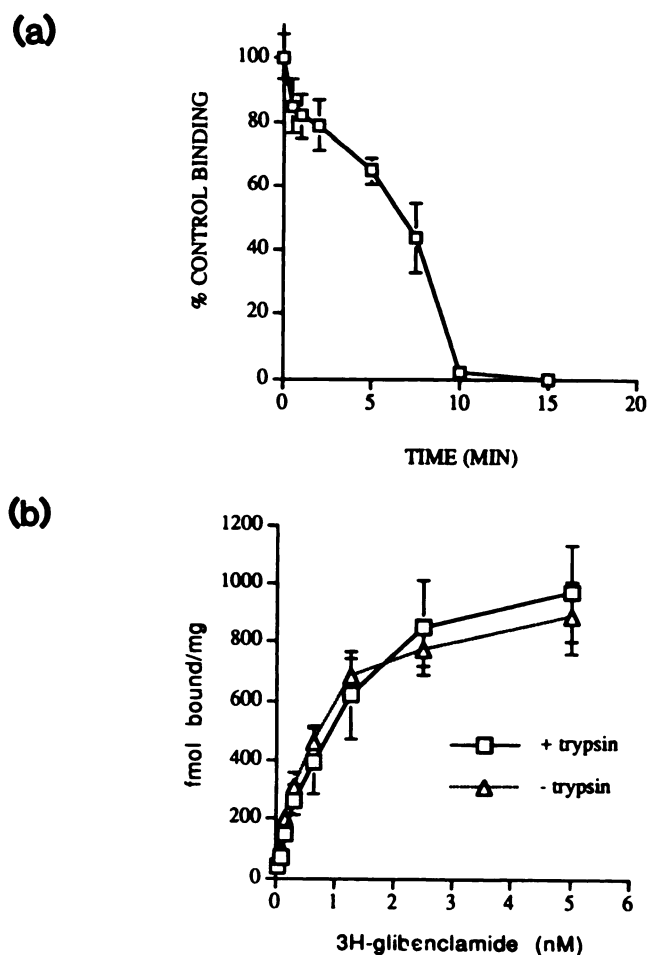 (a)
100
80
60
40
20
0
% CONTROL BINDING
0 5 10 15 20
TIME (MIN)
(b)
1200
1000
800
600
400
200
0
fmol bound/mg
+ trypsin
- trypsin
0 1 2 3 4 5 6
3H-glibenclamide (nM)